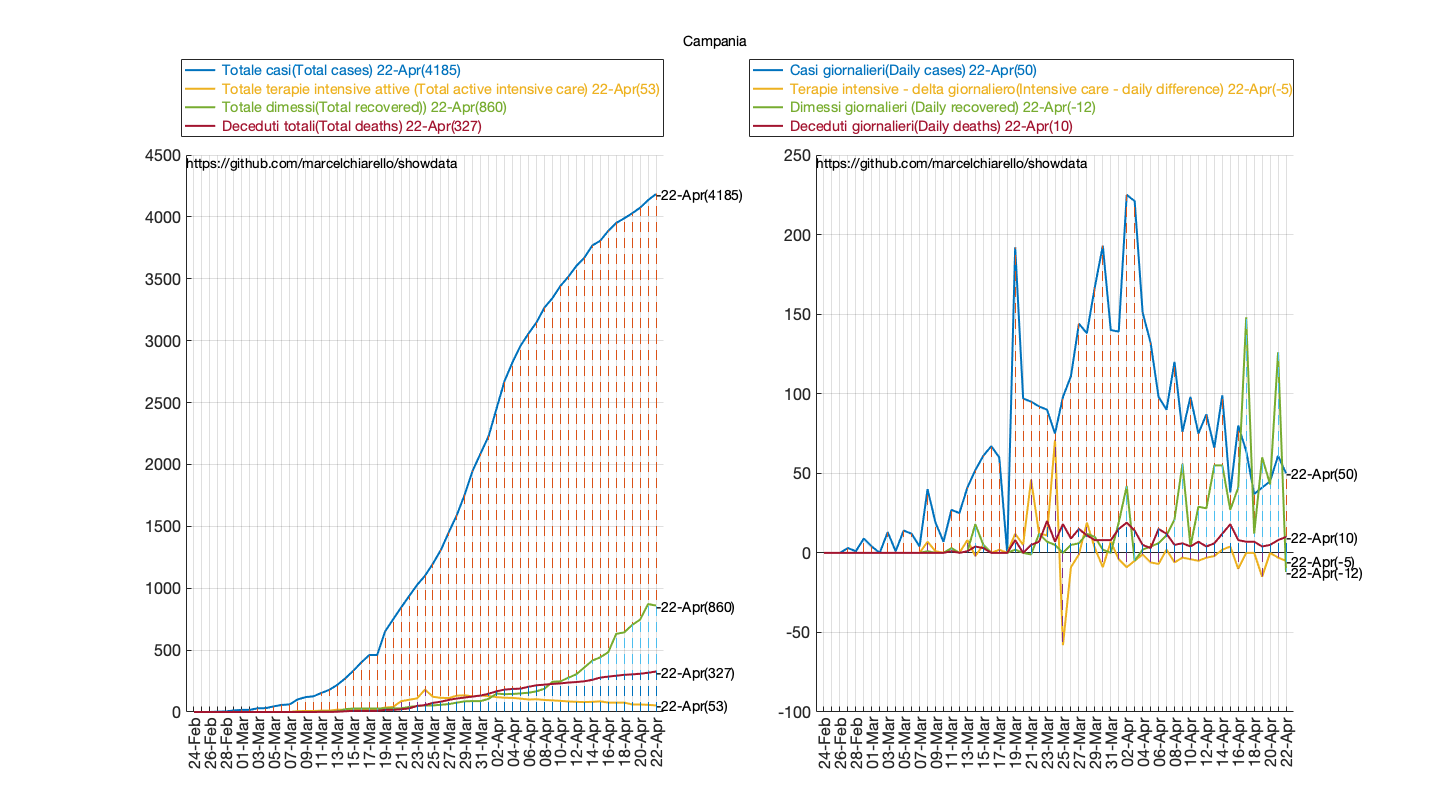 Campania
Totale casi(Total cases) 22-Apr(4185)
Totale terapie intensive attive (Total active intensive care) 22-Apr(53)
Totale dimessi(Total recovered)) 22-Apr(860)
Deceduti totali(Total deaths) 22-Apr(327)
4500
4000
3500
3000
2500
2000
1500
1000
500
0
https://github.com/marcelchiarello/showdata
-22-Apr(4185)
-22-Apr(860)
-22-Apr(327)
-22-Apr(53)
24-Feb
26-Feb
28-Feb
01-Mar
03-Mar
05-Mar
07-Mar
09-Mar
11-Mar
13-Mar
15-Mar
17-Mar
19-Mar
21-Mar
23-Mar
25-Mar
27-Mar
29-Mar
31-Mar
02-Apr
04-Apr
06-Apr
08-Apr
10-Apr
12-Apr
14-Apr
16-Apr
18-Apr
20-Apr
22-Apr
Casi giornalieri(Daily cases) 22-Apr(50)
Terapie intensive - delta giornaliero(Intensive care - daily difference) 22-Apr(-5)
Dimessi giornalieri (Daily recovered) 22-Apr(-12)
Deceduti giornalieri(Daily deaths) 22-Apr(10)
250
200
150
100
50
0
-50
-100
https://github.com/marcelchiarello/showdata
-22-Apr(50)
-22-Apr(10)
-22-Apr(-5)
-22-Apr(-12)
24-Feb
26-Feb
28-Feb
01-Mar
03-Mar
05-Mar
07-Mar
09-Mar
11-Mar
13-Mar
15-Mar
17-Mar
19-Mar
21-Mar
23-Mar
25-Mar
27-Mar
29-Mar
31-Mar
02-Apr
04-Apr
06-Apr
08-Apr
10-Apr
12-Apr
14-Apr
16-Apr
18-Apr
20-Apr
22-Apr